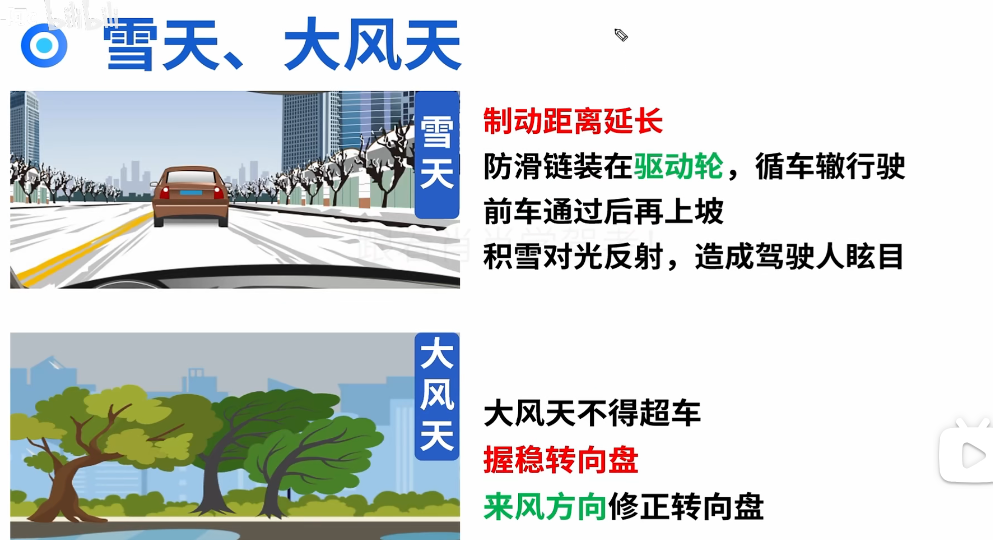 bilibili
雪天、大风天
雪天
制动距离延长
防滑链装在驱动轮，循车辙行驶
前车通过后再上坡
积雪对光反射，造成驾驶人眩目
大风天
大风天不得超车
握稳转向盘
来风方向修正转向盘